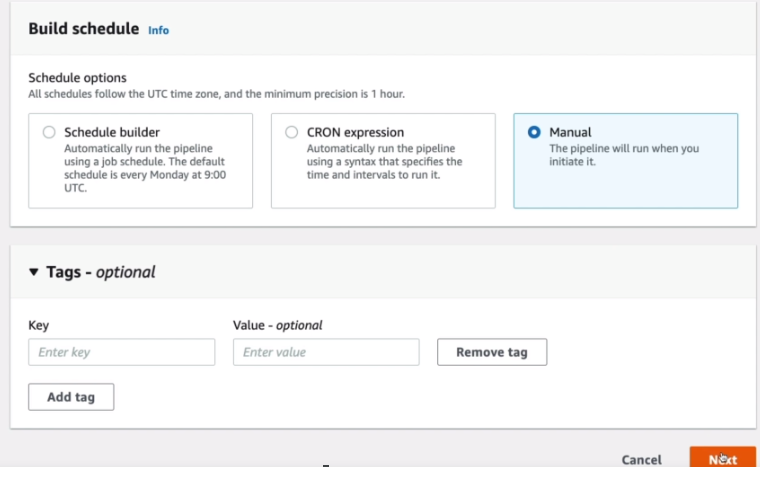 Build schedule Info
Schedule options
All schedules follow the UTC time zone, and the minimum precision is 1 hour.
Schedule builder
Automatically run the pipeline
using a job schedule. The default
schedule is every Monday at 9:00
UTC.
CRON expression
Automatically run the pipeline
using a syntax that specifies the
time and intervals to run it.
Manual
The pipeline will run when you
initiate it.
Tags - optional
Key
Value - optional
Enter key
Enter value
Remove tag
Add tag
Cancel
Next